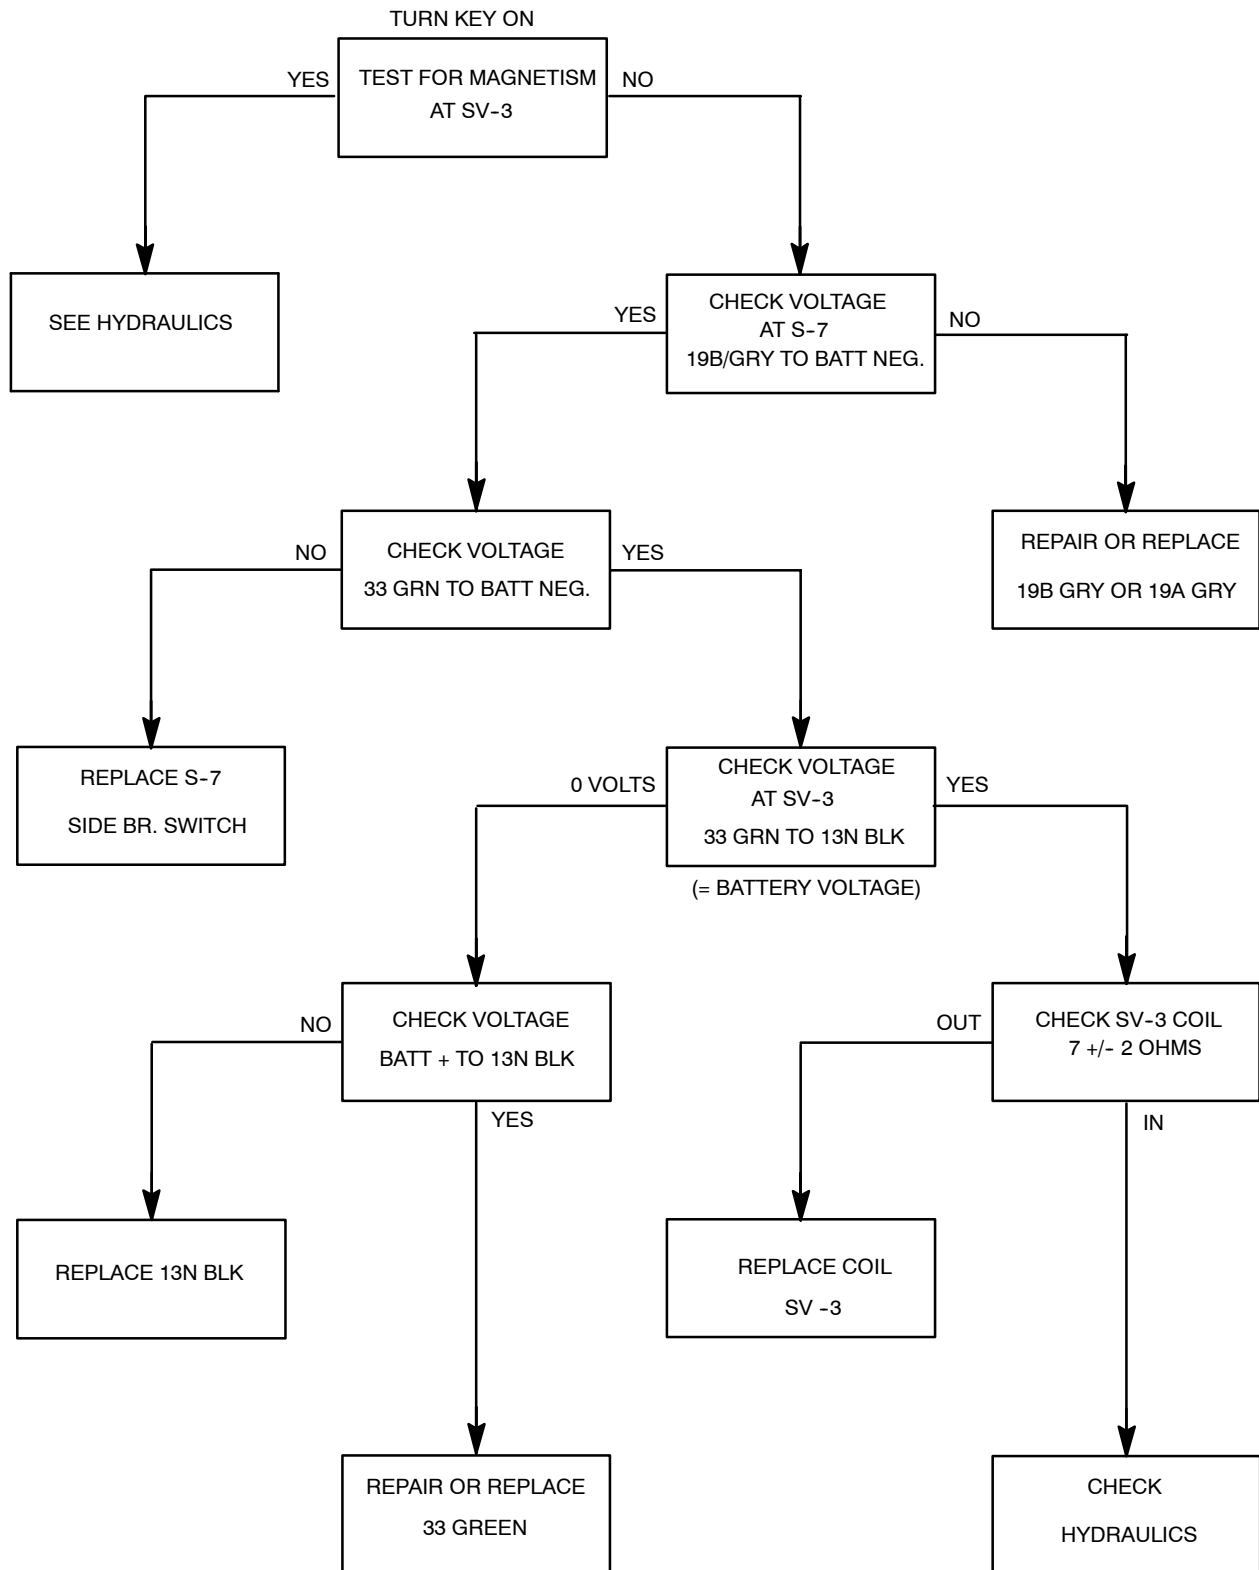 TURN KEY ON
YES
TEST FOR MAGNETISM
AT SV-3
NO
SEE HYDRAULICS
YES
CHECK VOLTAGE
AT S-7
19B/GRY TO BATT NEG.
NO
NO
CHECK VOLTAGE
33 GRN TO BATT NEG.
YES
REPAIR OR REPLACE
19B GRY OR 19A GRY
REPLACE S-7
SIDE BR. SWITCH
0 VOLTS
CHECK VOLTAGE
AT SV-3
33 GRN TO 13N BLK
YES
(= BATTERY VOLTAGE)
NO
CHECK VOLTAGE
BATT + TO 13N BLK
YES
OUT
CHECK SV-3 COIL
7 +/- 2 OHMS
IN
REPLACE 13N BLK
REPLACE COIL
SV -3
REPAIR OR REPLACE
33 GREEN
CHECK
HYDRAULICS